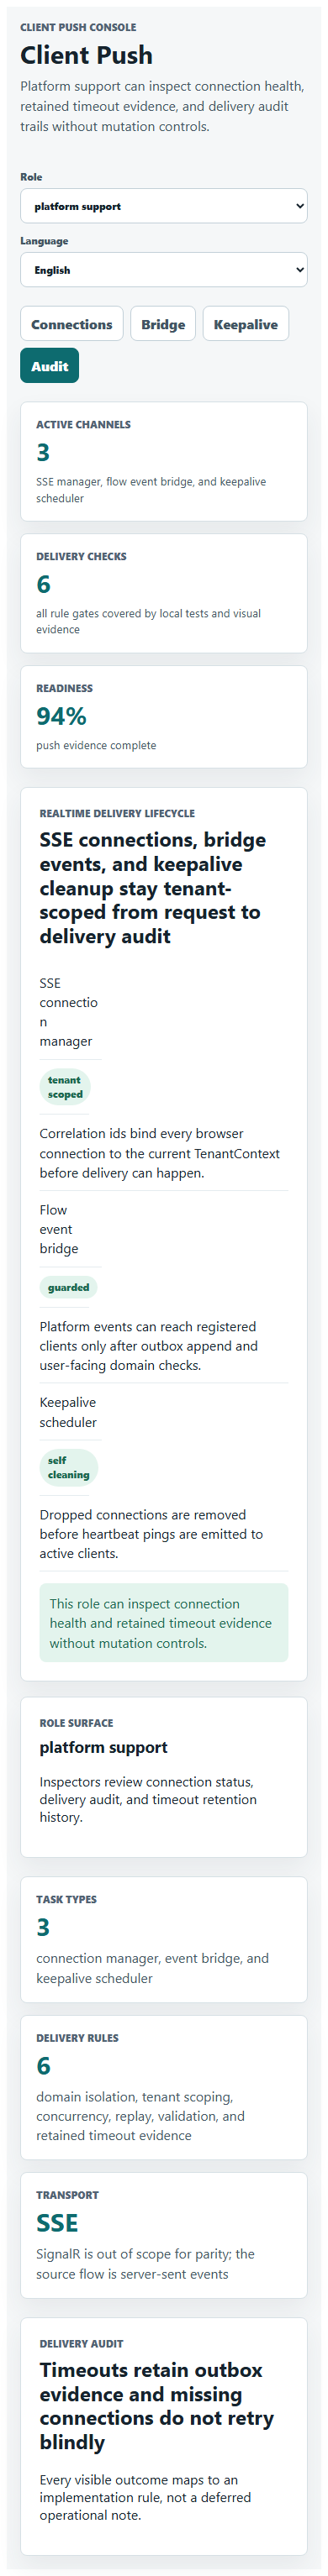 CLIENT PUSH CONSOLE
Client Push
Platform support can inspect connection health,
retained timeout evidence, and delivery audit
trails without mutation controls.
Role
platform support
Language
English
Connections
Bridge
Keepalive
Audit
ACTIVE CHANNELS
3
SSE manager, flow event bridge, and keepalive
scheduler
DELIVERY CHECKS
6
all rule gates covered by local tests and visual
evidence
READINESS
94%
push evidence complete
REALTIME DELIVERY LIFECYCLE
SSE connections, bridge
events, and keepalive
cleanup stay tenant-
scoped from request to
delivery audit
SSE
connectio
n
manager
tenant
scoped
Correlation ids bind every browser
connection to the current TenantContext
before delivery can happen.
Flow
event
bridge
guarded
Platform events can reach registered
clients only after outbox append and
user-facing domain checks.
Keepalive
scheduler
self
cleaning
Dropped connections are removed
before heartbeat pings are emitted to
active clients.
This role can inspect connection
health and retained timeout evidence
without mutation controls.
ROLE SURFACE
platform support
Inspectors review connection status,
delivery audit, and timeout retention
history.
TASK TYPES
3
connection manager, event bridge, and
keepalive scheduler
DELIVERY RULES
6
domain isolation, tenant scoping,
concurrency, replay, validation, and
retained timeout evidence
TRANSPORT
SSE
SignalR is out of scope for parity; the
source flow is server-sent events
DELIVERY AUDIT
Timeouts retain outbox
evidence and missing
connections do not retry
blindly
Every visible outcome maps to an
implementation rule, not a deferred
operational note.